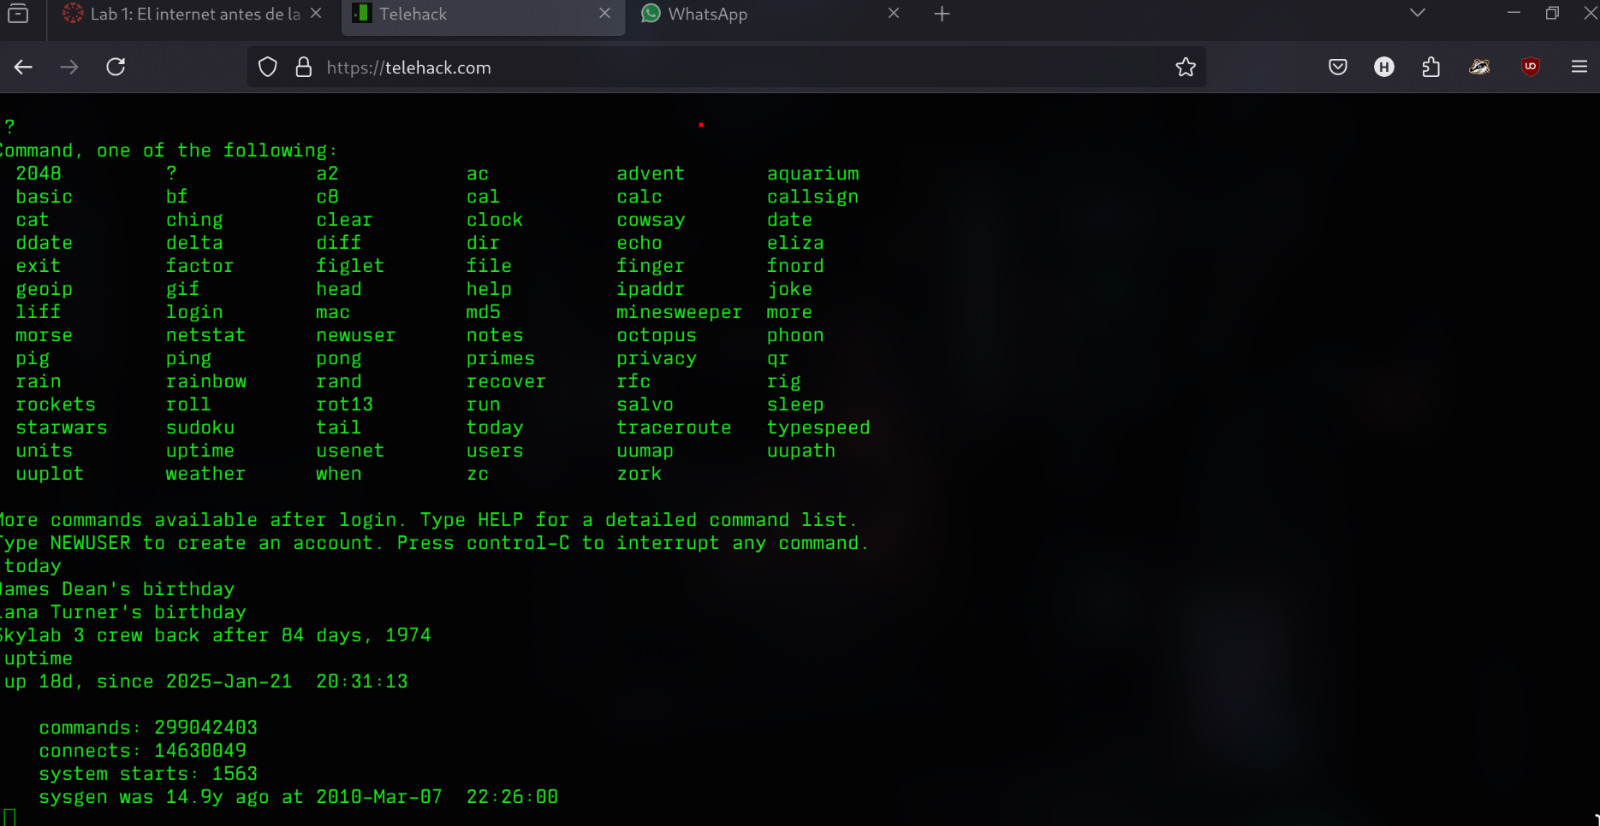 Lab 1: El internet antes de la
Telehack
WhatsApp
https://telehack.com
H
uo
?
Command, one of the following:
2048 ? a2 ac advent aquarium
basic bf c8 cal calc callsign
cat ching clear clock cowsay date
ddate delta diff dir echo eliza
exit factor figlet file finger fnord
geoip gif head help ipaddr joke
liff login mac md5 minesweeper more
morse netstat newuser notes octopus phoon
pig ping pong primes privacy qr
rain rainbow rand recover rfc rig
rockets roll rot13 run salvo sleep
starwars sudoku tail today traceroute typespeed
units uptime usenet users uumap uupath
uuplot weather when zc zork
More commands available after login. Type HELP for a detailed command list.
Type NEWUSER to create an account. Press control-C to interrupt any command.
today
James Dean's birthday
Lana Turner's birthday
Skylab 3 crew back after 84 days, 1974
uptime
up 18d, since 2025-Jan-21 20:31:13
commands: 299042403
connects: 14630049
system starts: 1563
sysgen was 14.9y ago at 2010-Mar-07 22:26:00